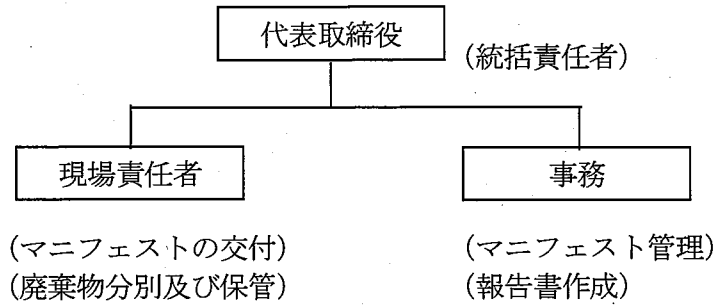 代表取締役
(統括責任者)
現場責任者
事務
(マニフェストの交付)
(廃棄物分別及び保管)
(マニフェスト管理)
(報告書作成)